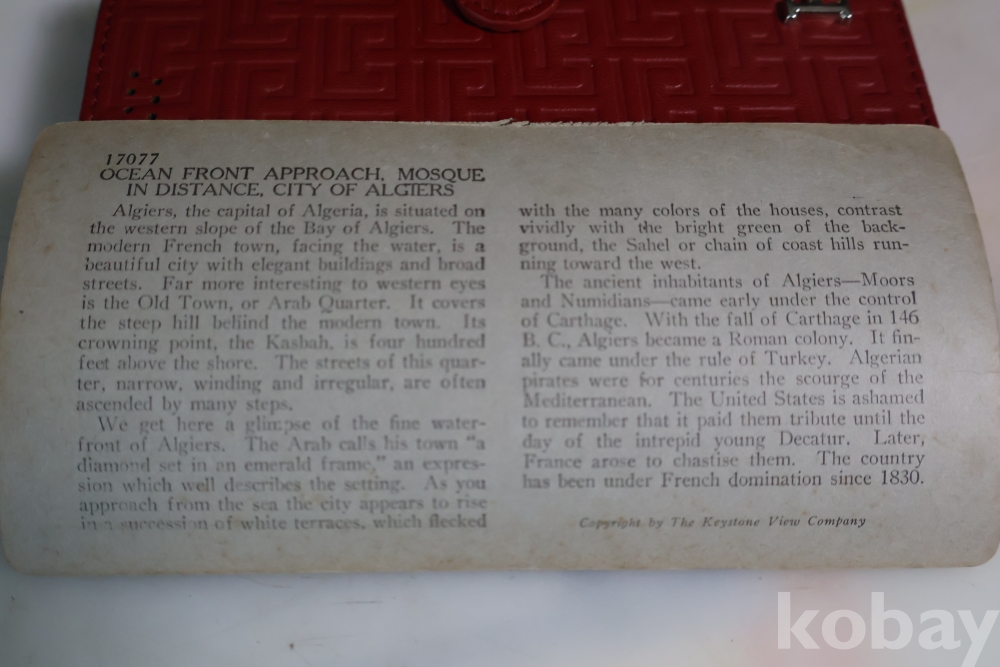 17077
OCEAN FRONT APPROACH, MOSQUE
IN DISTANCE, CITY OF ALGIERS
Algiers, the capital of Algeria, is situated on
the western slope of the Bay of Algiers. The
modern French town, facing the water, is a
beautiful city with elegant buildings and broad
streets. Far more interesting to western eyes
is the Old Town, or Arab Quarter. It covers
the steep hill behind the modern town. Its
crowning point, the Kasbah, is four hundred
feet above the shore. The streets of this quar-
ter, narrow, winding and irregular, are often
ascended by many steps.
We get here a glimpse of the fine water-
front of Algiers. The Arab calls his town "a
diamond set in an emerald frame," an expres-
sion which well describes the setting. As you
approach from the sea the city appears to rise
in a succession of white terraces, which flecked
with the many colors of the houses, contrast
vividly with the bright green of the back-
ground, the Sahel or chain of coast hills run-
ning toward the west.
The ancient inhabitants of Algiers—Moors
and Numidians—came early under the control
of Carthage. With the fall of Carthage in 146
B. C., Algiers became a Roman colony. It fin-
ally came under the rule of Turkey. Algerian
pirates were for centuries the scourge of the
Mediterranean. The United States is ashamed
to remember that it paid them tribute until the
day of the intrepid young Decatur. Later,
France arose to chastise them. The country
has been under French domination since 1830.
Copyright by The Keystone View Company
kobay